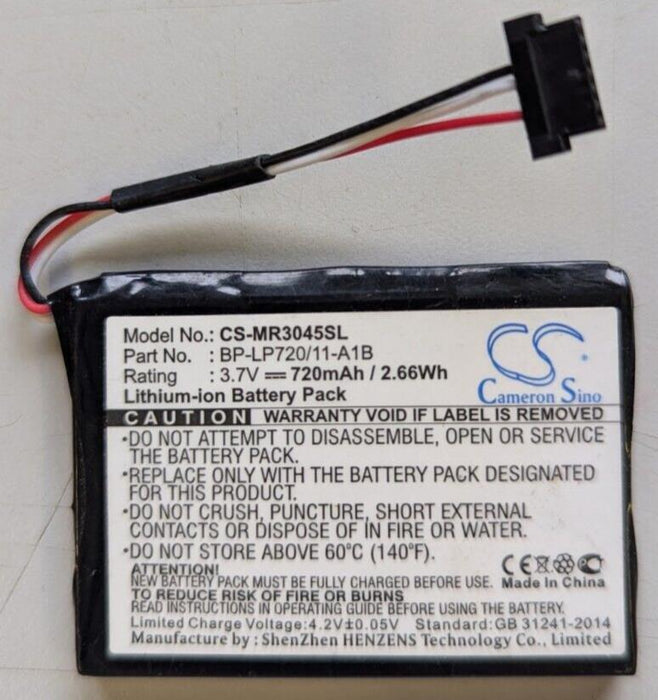 Model No.: CS-MR3045SL
Part No. : BP-LP720/11-A1B
Rating : 3.7V ⎓ 720mAh / 2.66Wh
Lithium-ion Battery Pack
CS
Cameron Sino
CAUTION WARRANTY VOID IF LABEL IS REMOVED
•DO NOT ATTEMPT TO DISASSEMBLE, OPEN OR SERVICE
THE BATTERY PACK.
•REPLACE ONLY WITH THE BATTERY PACK DESIGNATED
FOR THIS PRODUCT.
•DO NOT CRUSH, PUNCTURE, SHORT EXTERNAL
CONTACTS OR DISPOSE OF IN FIRE OR WATER.
•DO NOT STORE ABOVE 60°C (140°F).
ATTENTION!
NEW BATTERY PACK MUST BE FULLY CHARGED BEFORE USE.
CE
Made In China
TO REDUCE RISK OF FIRE OR BURNS
READ INSTRUCTIONS IN OPERATING GUIDE BEFORE USING THE BATTERY.
Limited Charge Voltage:4.2V±0.05V Standard:GB 31241-2014
Manufacture by : ShenZhen HENZENS Technology Co., Limited